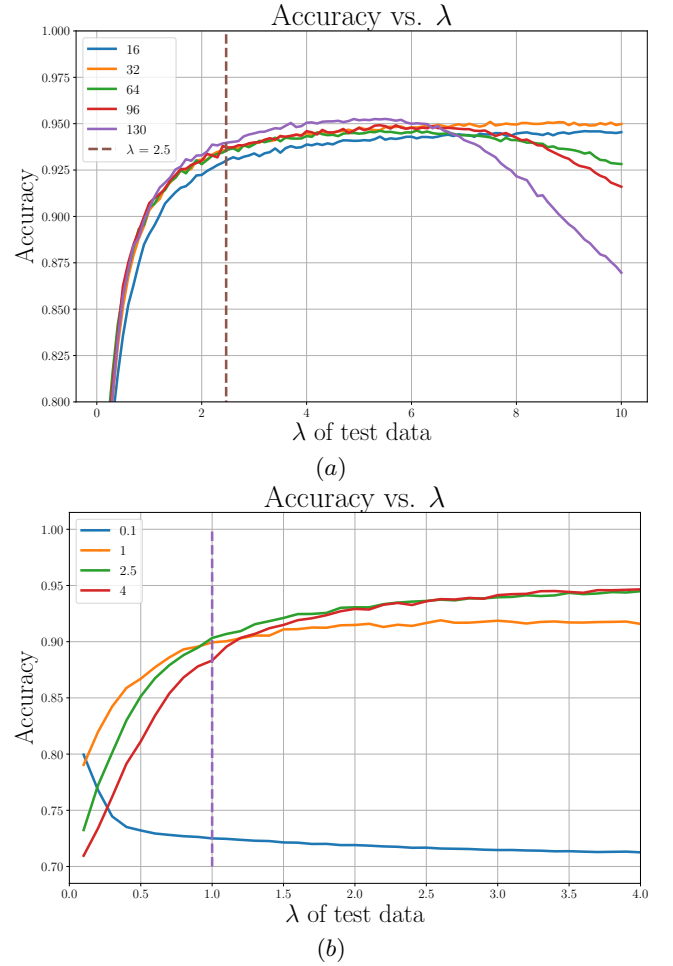 Accuracy vs. λ
1.000
0.975
0.950
0.925
0.900
0.875
0.850
0.825
0.800
Accuracy
16
32
64
96
130
λ = 2.5
0 2 4 6 8 10
λ of test data
(a)
Accuracy vs. λ
1.00
0.95
0.90
0.85
0.80
0.75
0.70
Accuracy
0.1
1
2.5
4
0.0 0.5 1.0 1.5 2.0 2.5 3.0 3.5 4.0
λ of test data
(b)